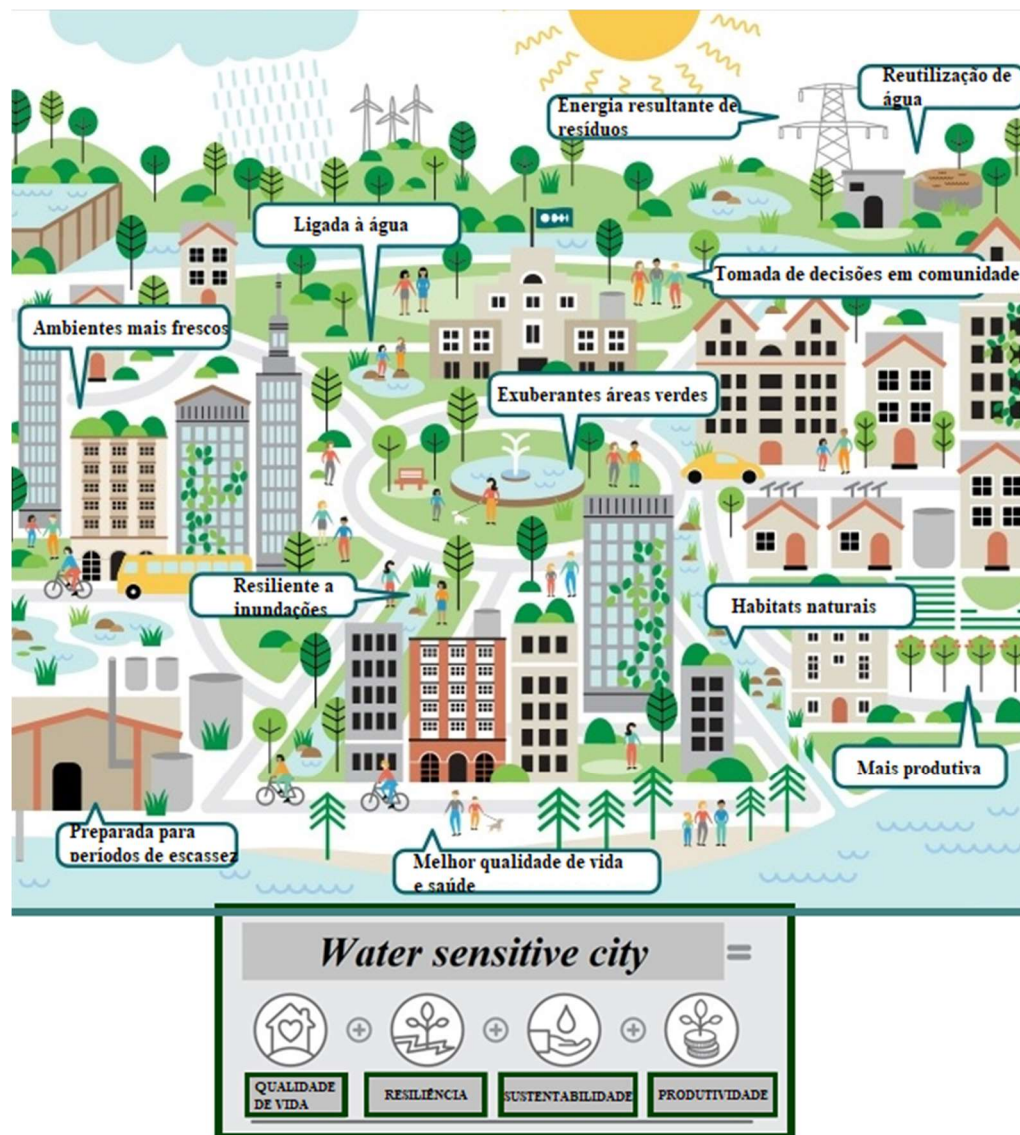 Energia resultante de
resíduos
Reutilização de
água
Ligada à água
Tomada de decisões em comunidade
Ambientes mais frescos
Exuberantes áreas verdes
Resiliente a
inundações
Habitats naturais
Mais produtiva
Preparada para
períodos de escassez
Melhor qualidade de vida
e saúde
Water sensitive city =
QUALIDADE
DE VIDA
+
RESILIÊNCIA
+
SUSTENTABILIDADE
+
PRODUTIVIDADE